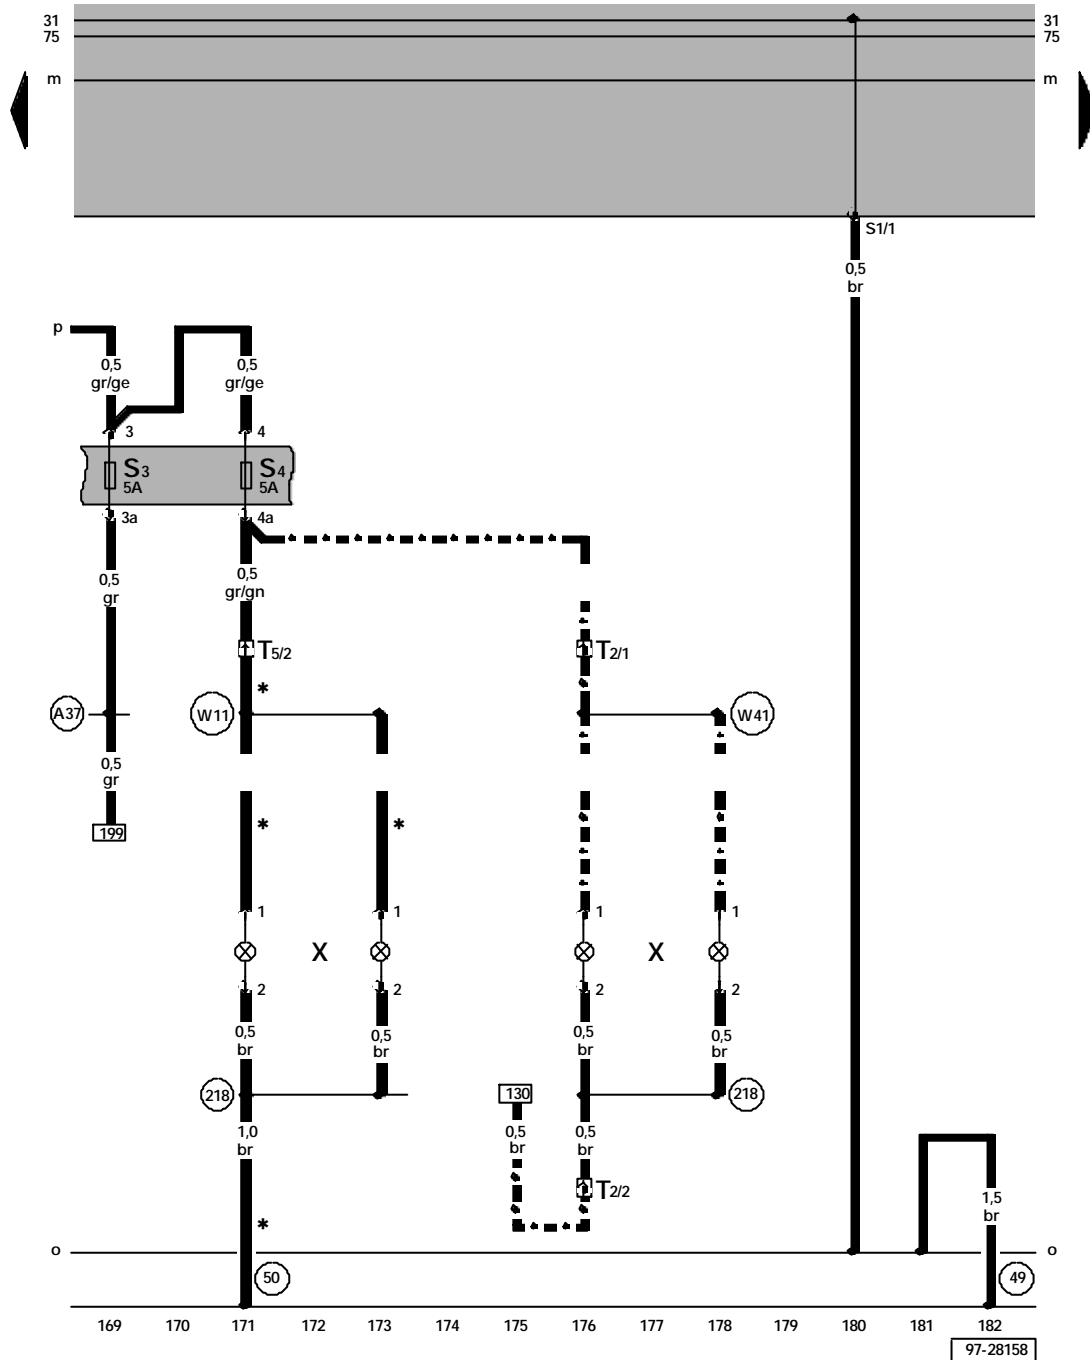 31 31
75 75
m m
S1/1
0,5
br
p
0,5 0,5
gr/ge gr/ge
3 4
S3 S4
5A 5A
3a 4a
0,5 0,5
gr gr/gn
T5/2 T2/1
*
A37 W11 W41
0,5
gr
* *
199
1 1 1 1
X X
2 2 2 2
0,5 0,5 0,5 0,5
br br br br
218 130 218
1,0 0,5 0,5
br br br
T2/2
1,5
br
*
o o
50 49
169 170 171 172 173 174 175 176 177 178 179 180 181 182
97-28158